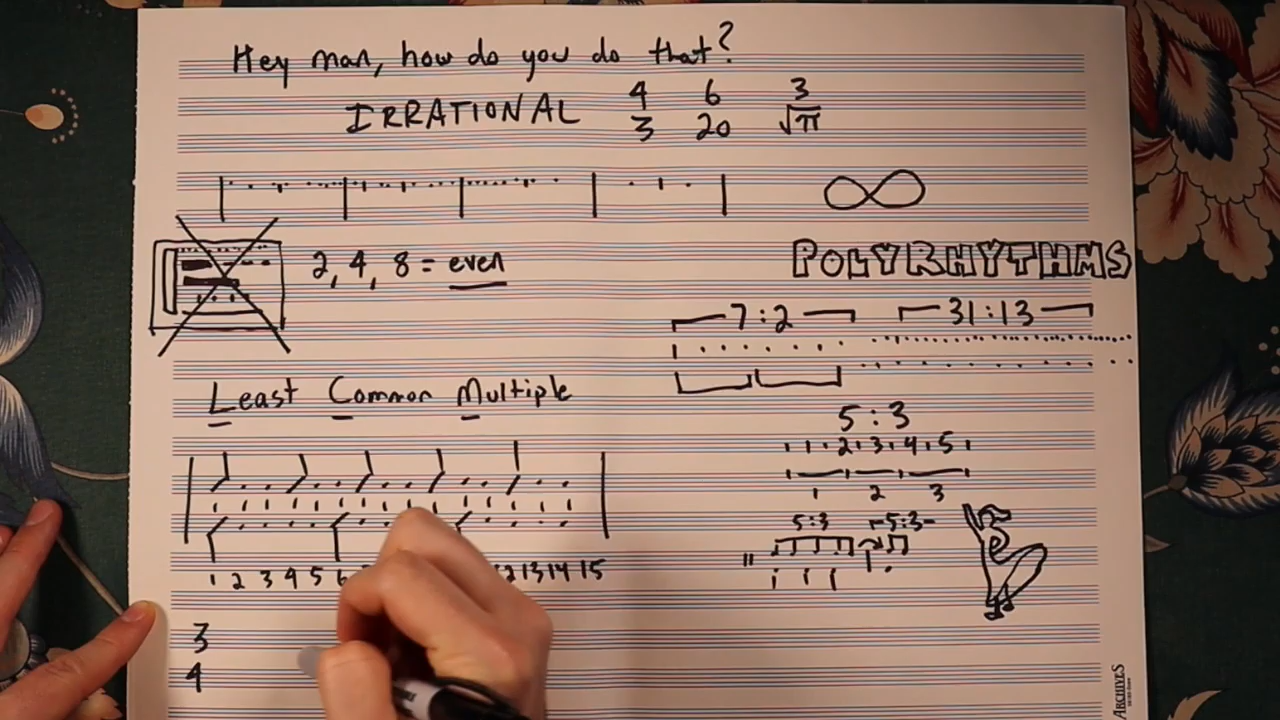 Hey man, how do you do that?
IRRATIONAL 4/3 6/20 3/√π
∞
2, 4, 8 = even
POLYRHYTHMS
7:2 31:13
Least Common Multiple
5:3
1 2 3 4 5
1 2 3
5:3 5:3
1 2 3 4 5 6 12 13 14 15
3
4
ARCHIVES